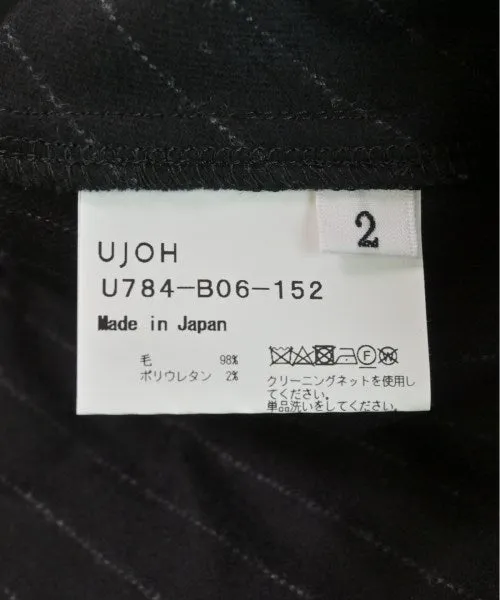 2
UJOH
U784-B06-152
Made in Japan
毛 98%
ポリウレタン 2%
クリーニングネットを使用し
てください。
単品洗いをしてください。